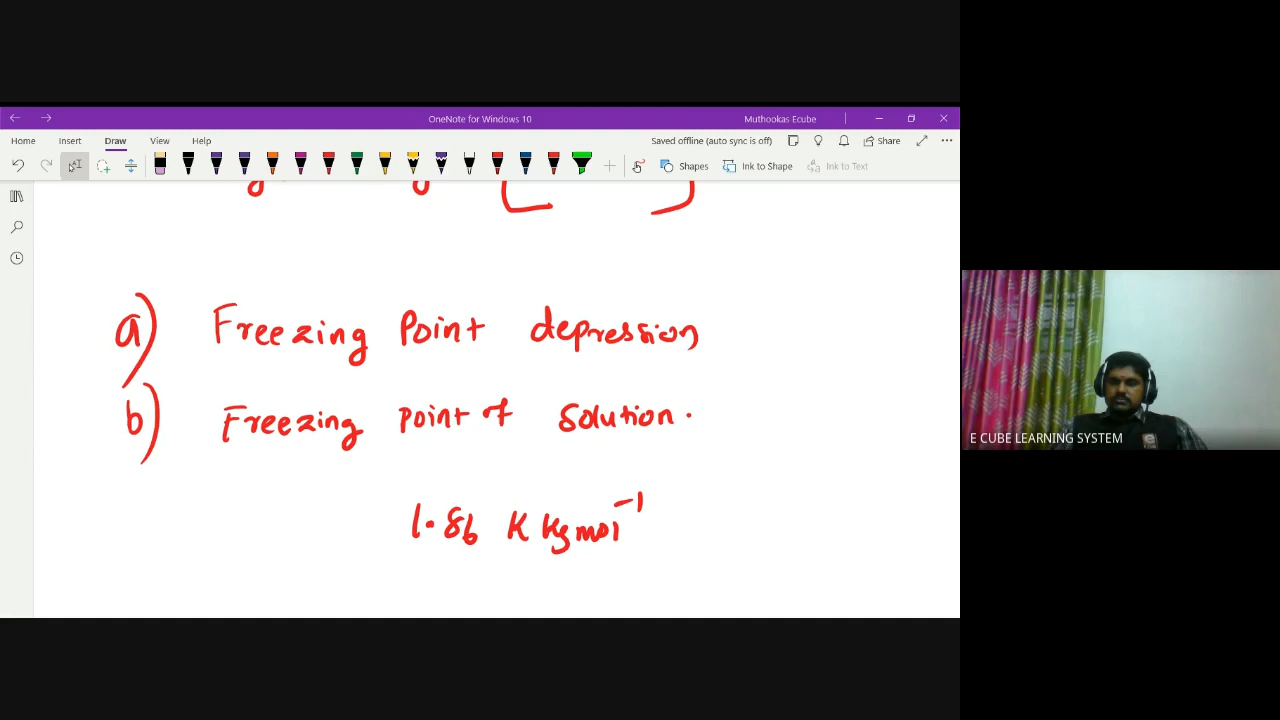 OneNote for Windows 10
Muthookas Ecube
Home Insert Draw View Help
Saved offline (auto sync is off)
Share
Shapes
Ink to Shape
Ink to Text
a) Freezing Point depression
b) Freezing point of solution.
1.86 K Kg mol⁻¹
E CUBE LEARNING SYSTEM